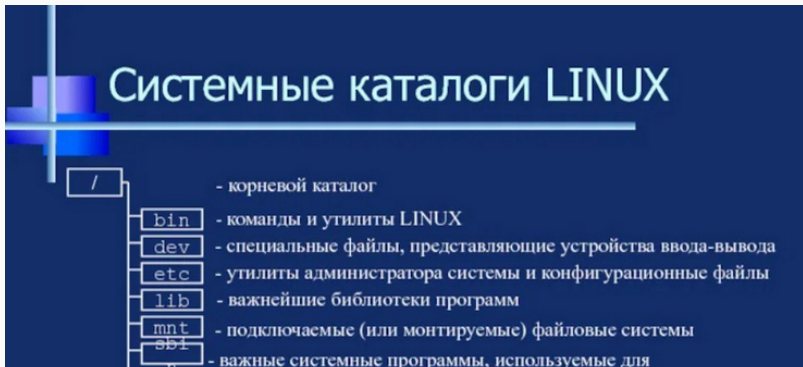 Системные каталоги LINUX
/ - корневой каталог
bin - команды и утилиты LINUX
dev - специальные файлы, представляющие устройства ввода-вывода
etc - утилиты администратора системы и конфигурационные файлы
lib - важнейшие библиотеки программ
mnt - подключаемые (или монтируемые) файловые системы
sbi
- важные системные программы, используемые для